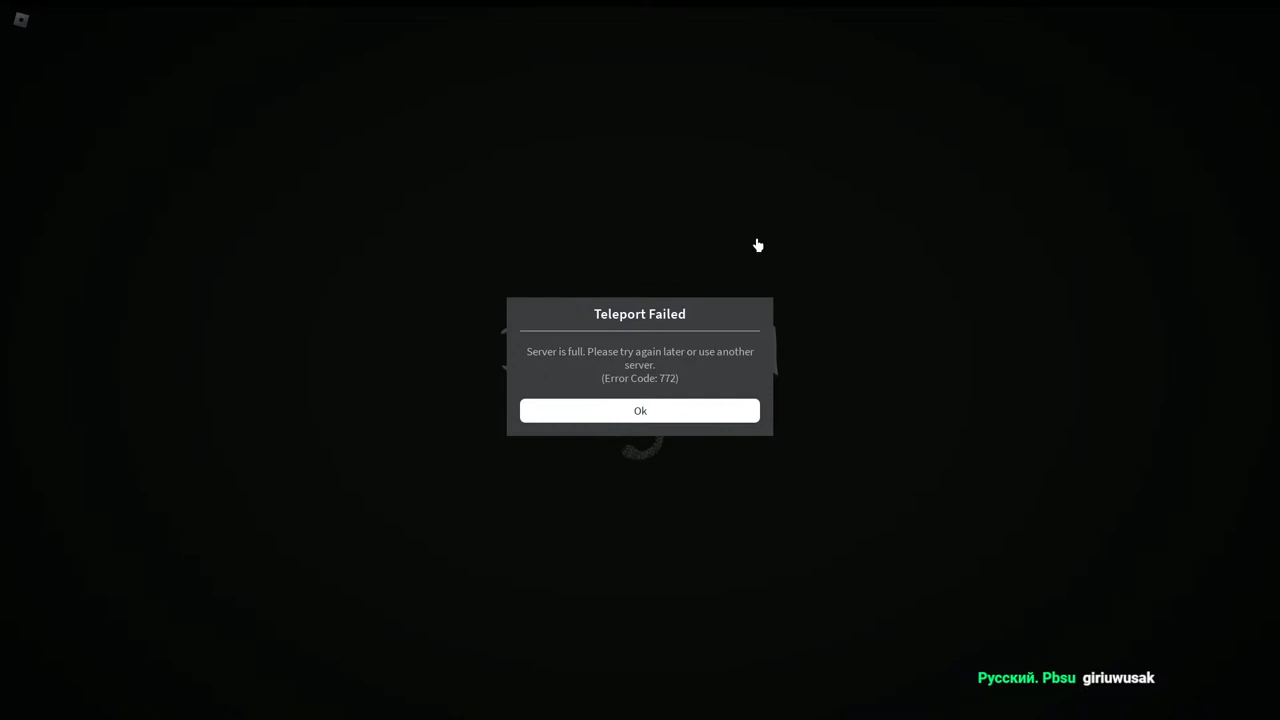 Teleport Failed
Server is full. Please try again later or use another
server.
(Error Code: 772)
Ok
Русский. Pbsu giriuwusak